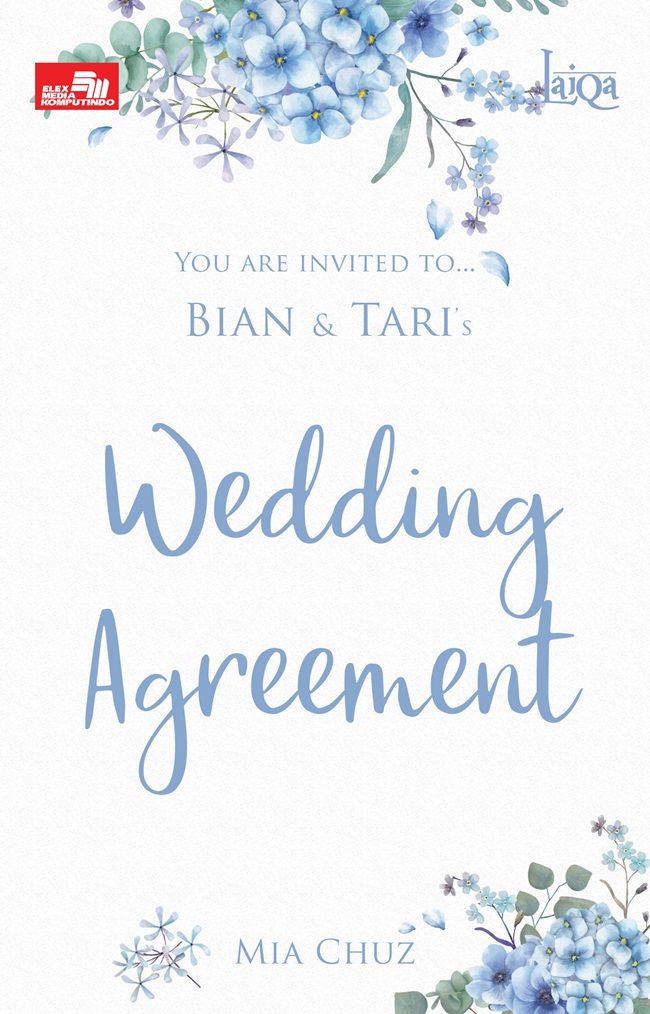 ELEX
MEDIA
KOMPUTINDO
LaiQa
YOU ARE INVITED TO...
BIAN & TARI's
Wedding
Agreement
MIA CHUZ